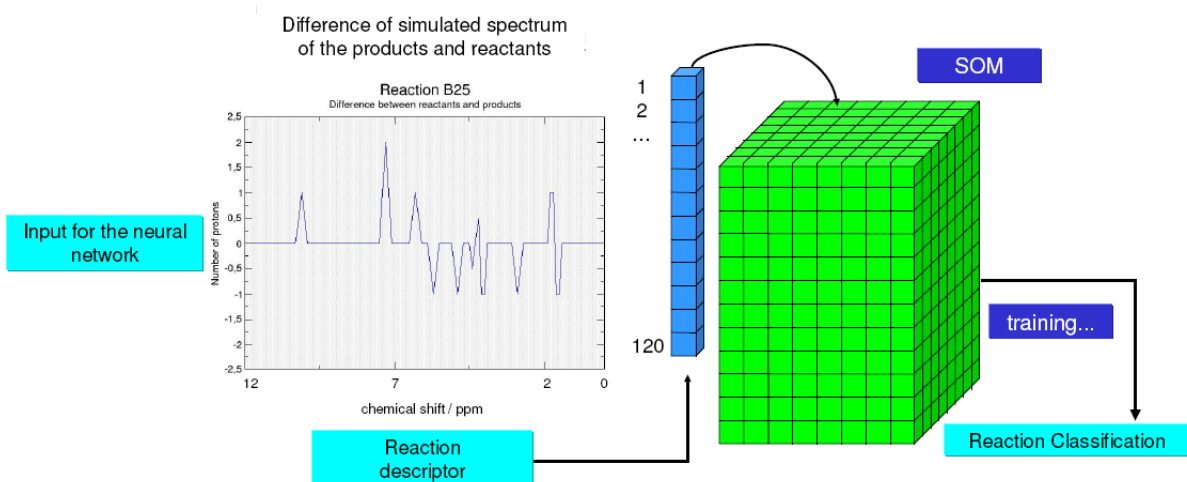 Difference of simulated spectrum
of the products and reactants
Reaction B25
Difference between reactants and products
2.5
2
1.5
1
0.5
0
-0.5
-1
-1.5
-2
-2.5
Number of protons
12
7
2
0
chemical shift / ppm
Input for the neural
network
Reaction
descriptor
1
2
...
120
SOM
training...
Reaction Classification